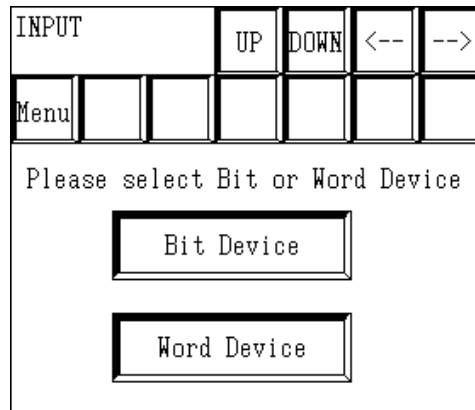 INPUT UP DOWN <-- -->
Menu
Please select Bit or Word Device
Bit Device
Word Device